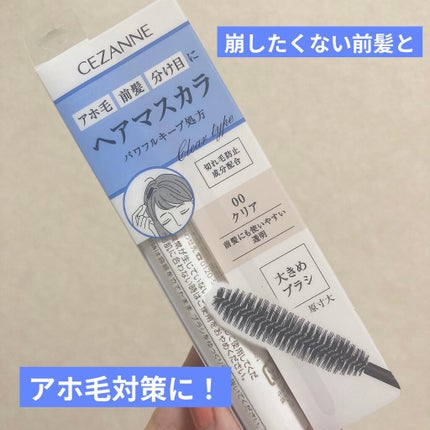 崩したくない前髪と
CEZANNE
アホ毛 前髪 分け目に
ヘアマスカラ
パワフルキープ処方
Clear type
切れ毛防止
成分配合
00
クリア
前髪にも使いやすい
透明
大きめ
ブラシ
原寸大
アホ毛対策に！